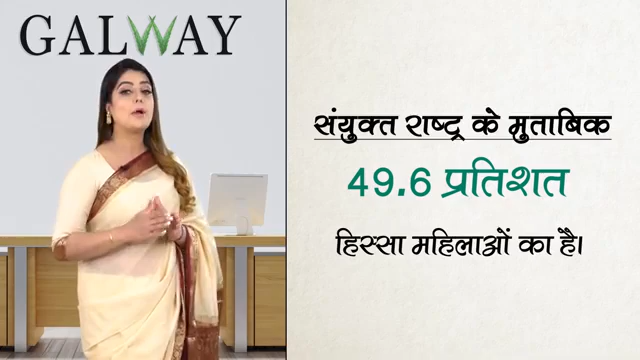 GALWAY
संयुक्त राष्ट्र के मुताबिक
49.6 प्रतिशत
हिस्सा महिलाओं का है।